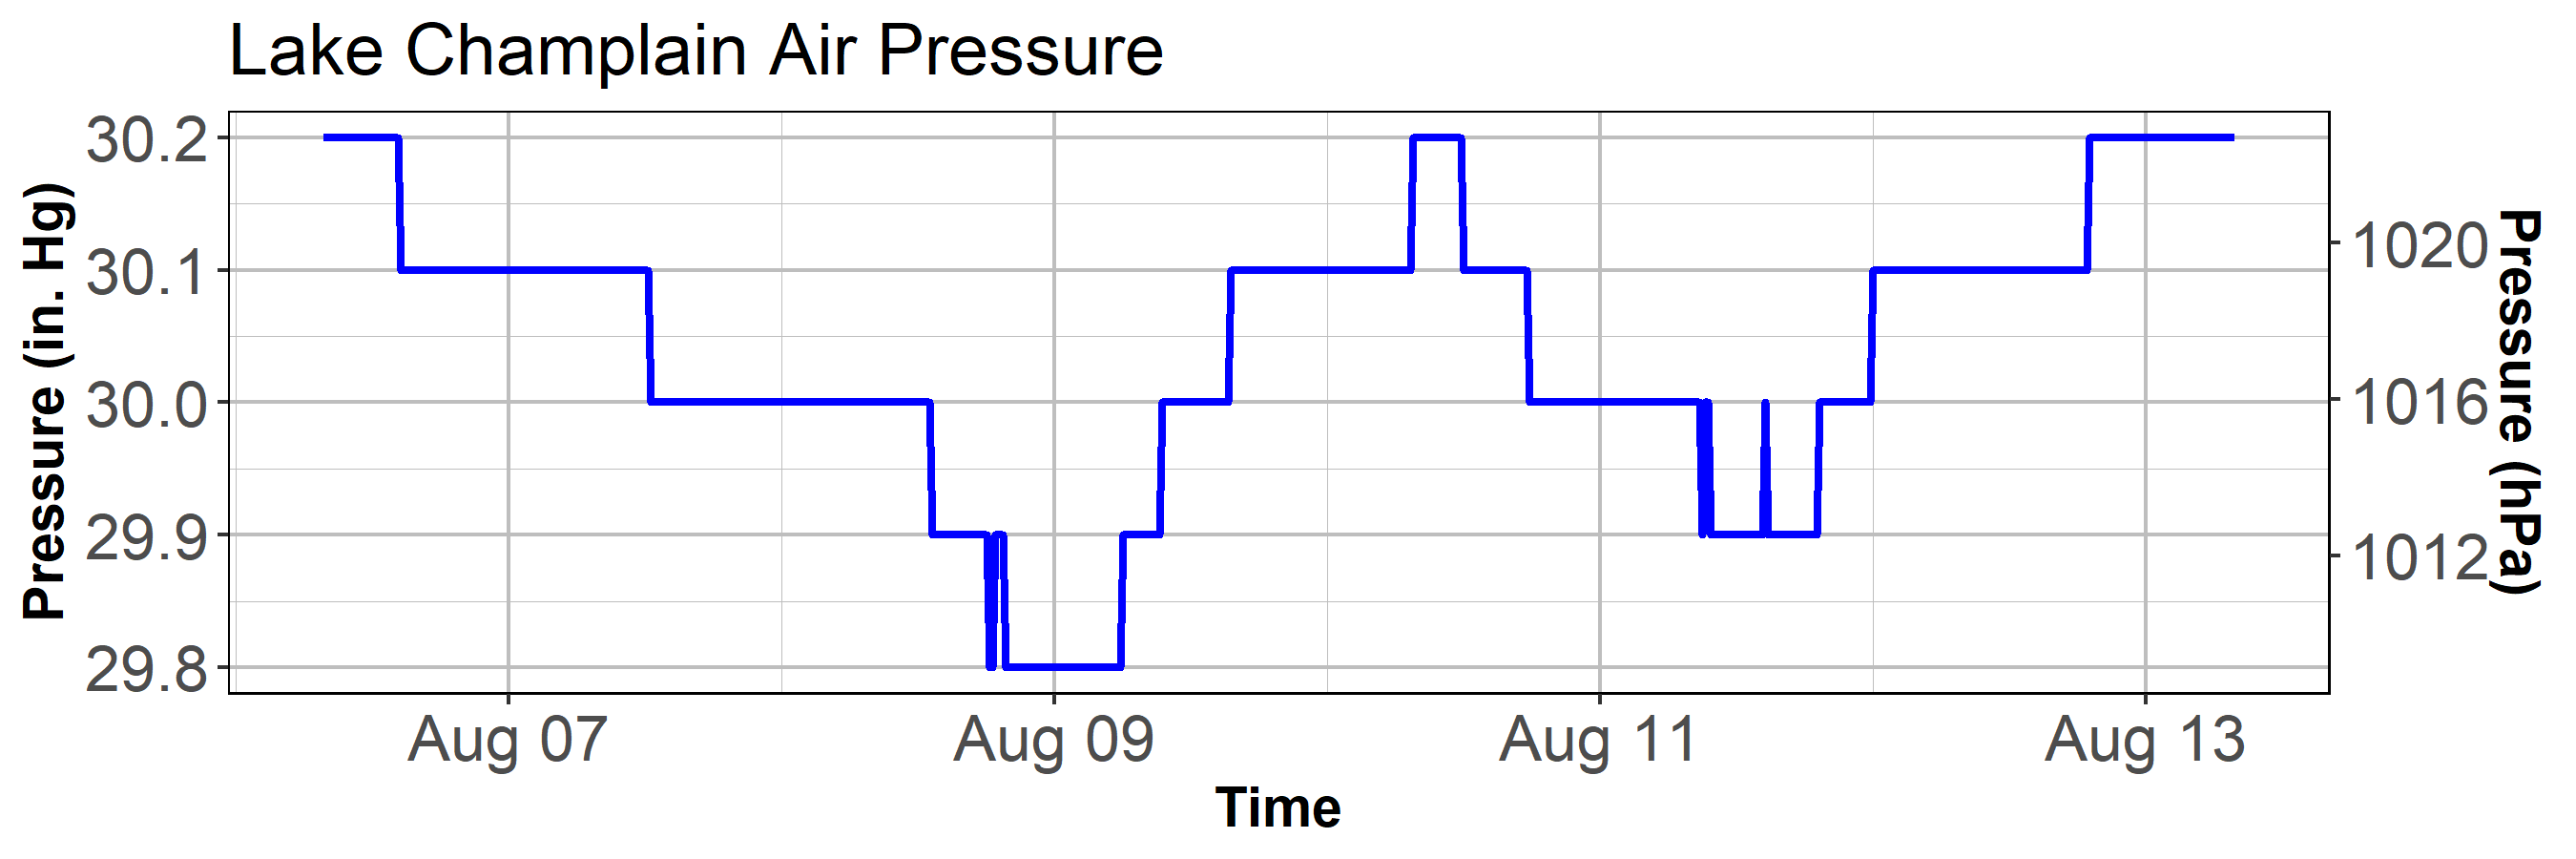 Lake Champlain Air Pressure
Pressure (in. Hg)
30.2
30.1
30.0
29.9
29.8
1020
1016
1012
Pressure (hPa)
Aug 07 Aug 09 Aug 11 Aug 13
Time